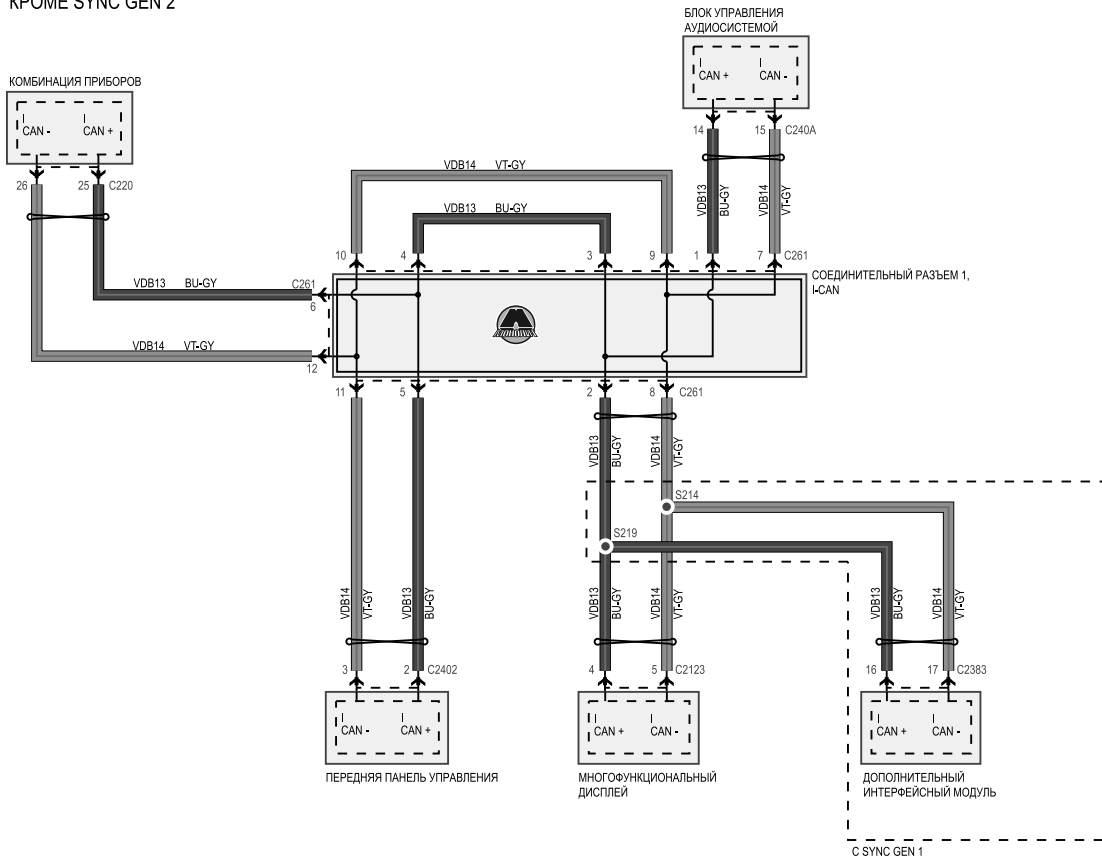 КРОМЕ SYNC GEN 2
БЛОК УПРАВЛЕНИЯ
АУДИОСИСТЕМОЙ
CAN +
CAN -
КОМБИНАЦИЯ ПРИБОРОВ
CAN -
CAN +
14
15
C240A
26
25
C220
VDB14
VT-GY
VDB13
BU-GY
VDB13
BU-GY
VDB14
VT-GY
10
4
3
9
1
7
C261
VDB13
BU-GY
C261
6
СОЕДИНИТЕЛЬНЫЙ РАЗЪЕМ 1,
I-CAN
VDB14
VT-GY
12
11
5
2
8
C261
VDB13
BU-GY
VDB14
VT-GY
S214
S219
VDB14
VT-GY
VDB13
BU-GY
VDB13
BU-GY
VDB14
VT-GY
VDB13
BU-GY
VDB14
VT-GY
3
2
C2402
4
5
C2123
16
17
C2383
CAN -
CAN +
CAN +
CAN -
CAN +
CAN -
ПЕРЕДНЯЯ ПАНЕЛЬ УПРАВЛЕНИЯ
МНОГОФУНКЦИОНАЛЬНЫЙ
ДИСПЛЕЙ
ДОПОЛНИТЕЛЬНЫЙ
ИНТЕРФЕЙСНЫЙ МОДУЛЬ
С SYNC GEN 1